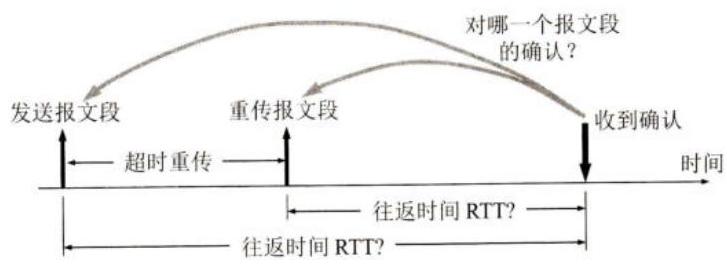 对哪一个报文段
的确认？
发送报文段
重传报文段
收到确认
超时重传
时间
往返时间 RTT?
往返时间 RTT?